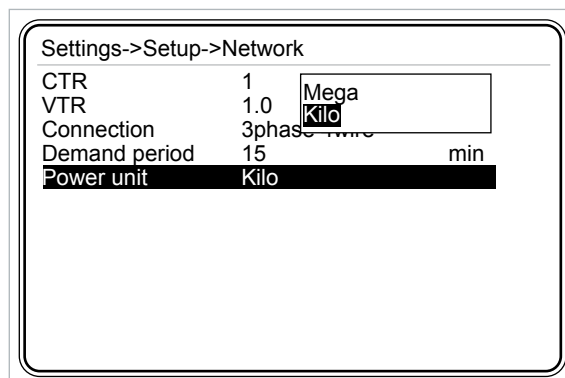 Settings->Setup->Network
CTR 1
VTR 1.0
Connection 3phase 4wire
Demand period 15 min
Power unit Kilo
Mega
Kilo